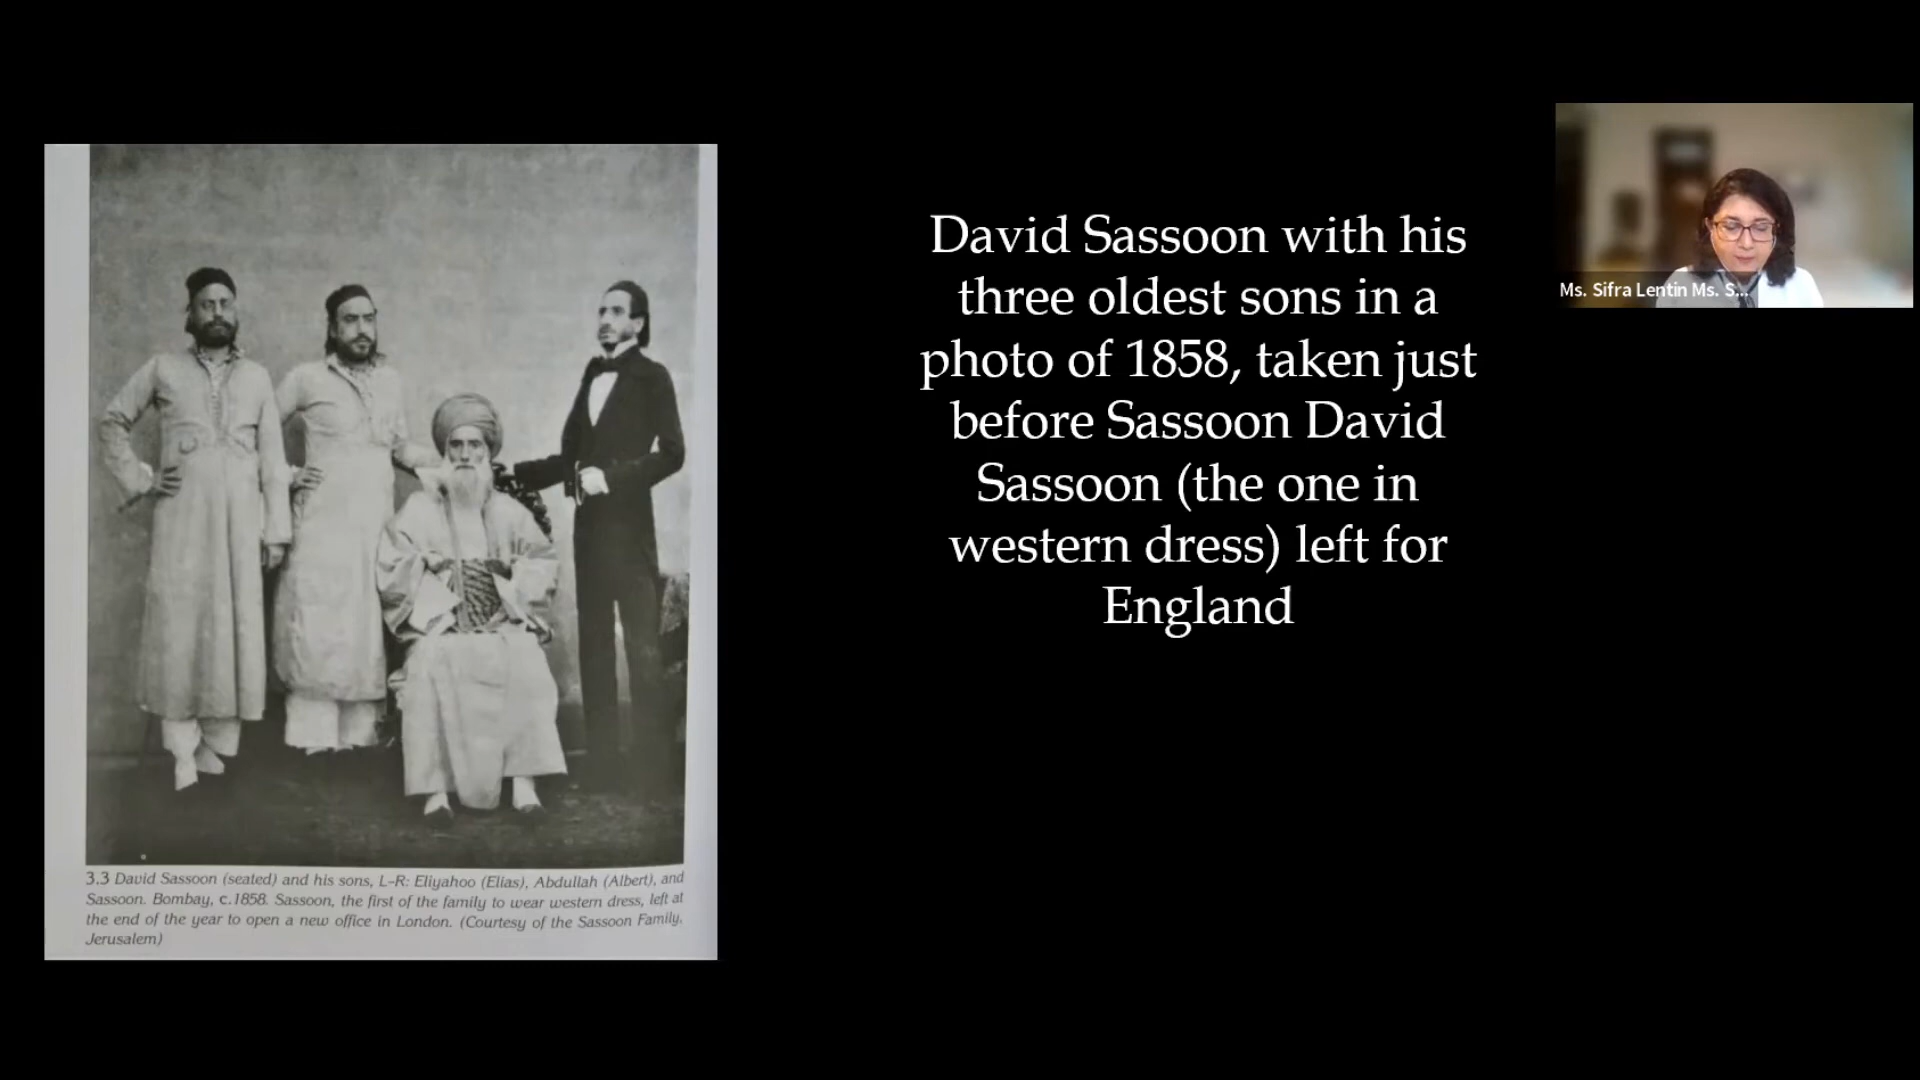 David Sassoon with his
three oldest sons in a
photo of 1858, taken just
before Sassoon David
Sassoon (the one in
western dress) left for
England
Ms. Sifra Lentin Ms. S...
3.3 David Sassoon (seated) and his sons, L-R: Eliyahoo (Elias), Abdullah (Albert), and
Sassoon. Bombay, c.1858. Sassoon, the first of the family to wear western dress, left at
the end of the year to open a new office in London. (Courtesy of the Sassoon Family,
Jerusalem)